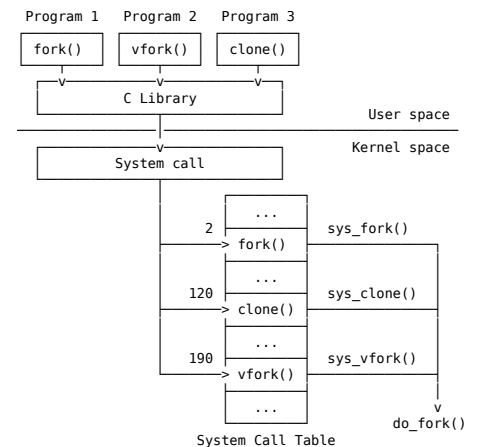 Program 1 Program 2 Program 3
fork() vfork() clone()
C Library
User space
Kernel space
System call
...
2 fork() sys_fork()
...
120 clone() sys_clone()
...
190 vfork() sys_vfork()
...
do_fork()
System Call Table